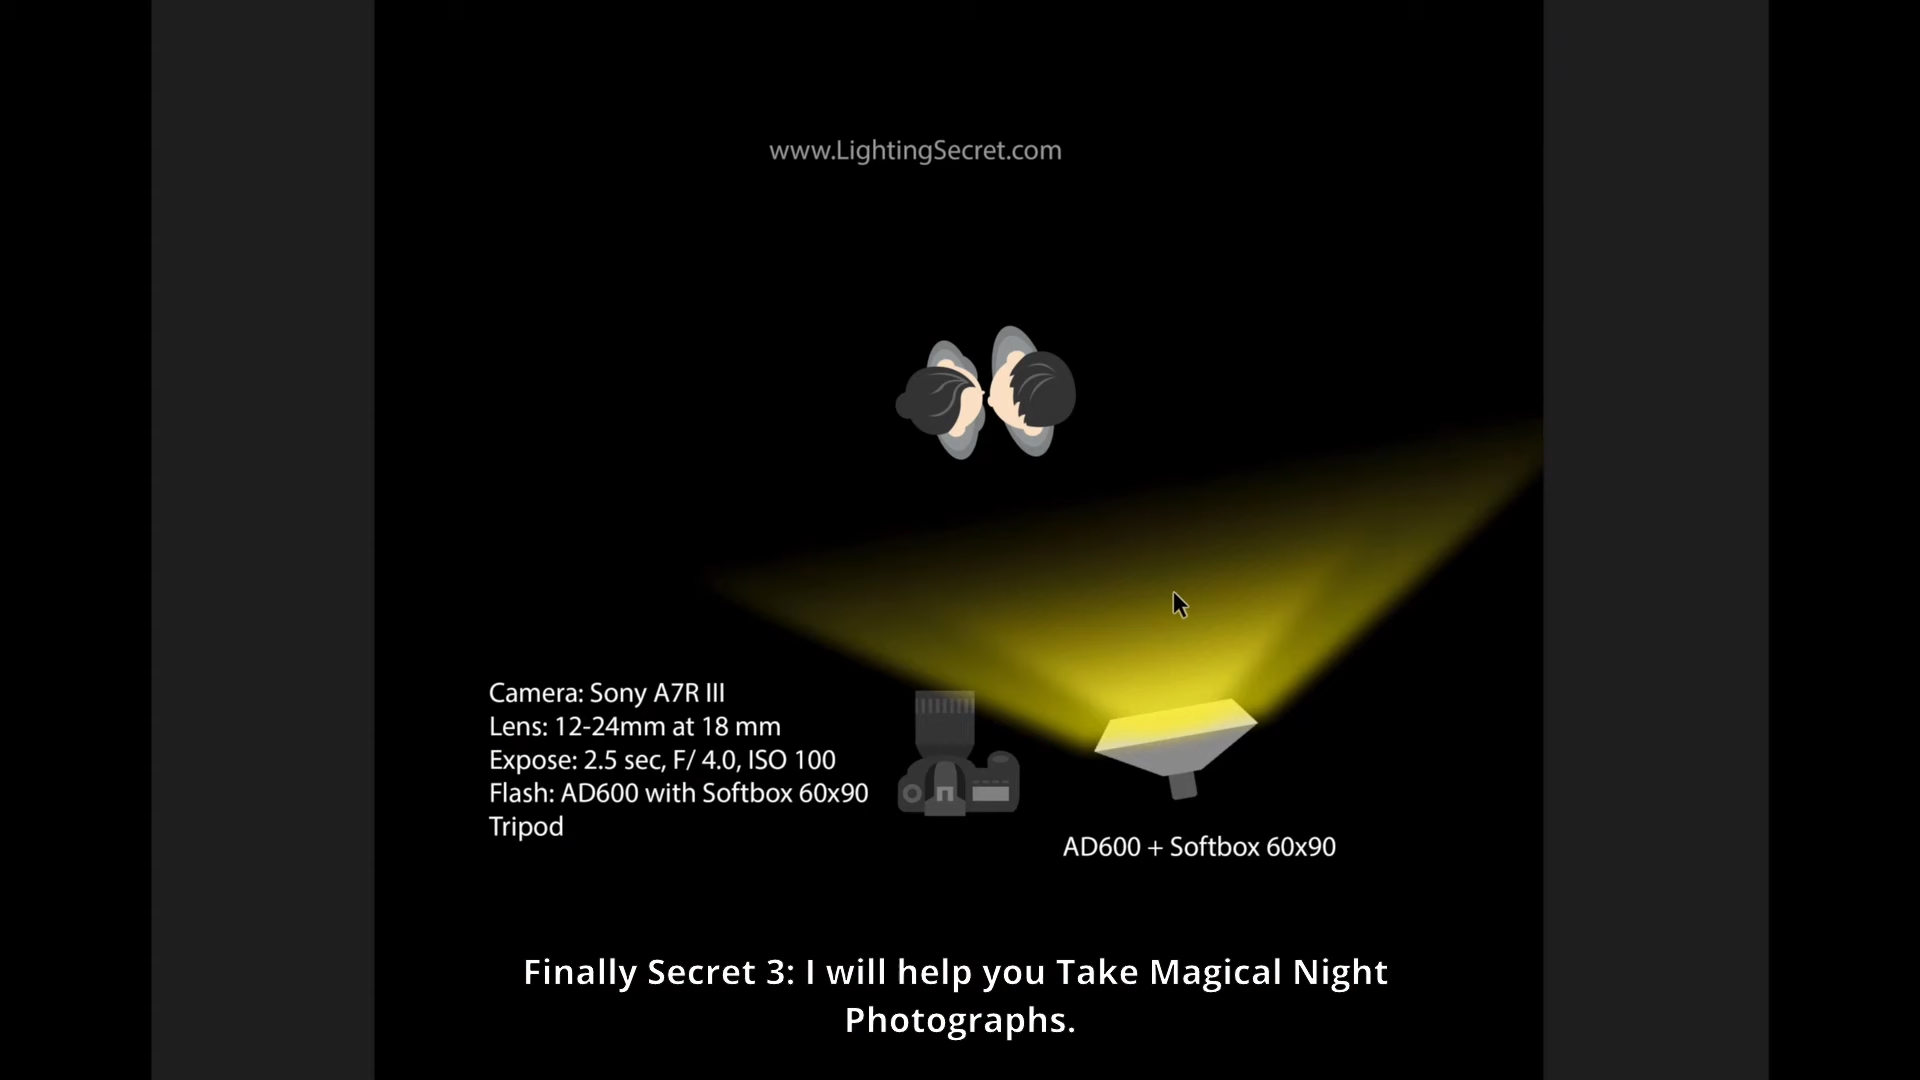 www.LightingSecret.com
Camera: Sony A7R III
Lens: 12-24mm at 18 mm
Expose: 2.5 sec, F/ 4.0, ISO 100
Flash: AD600 with Softbox 60x90
Tripod
AD600 + Softbox 60x90
Finally Secret 3: I will help you Take Magical Night
Photographs.